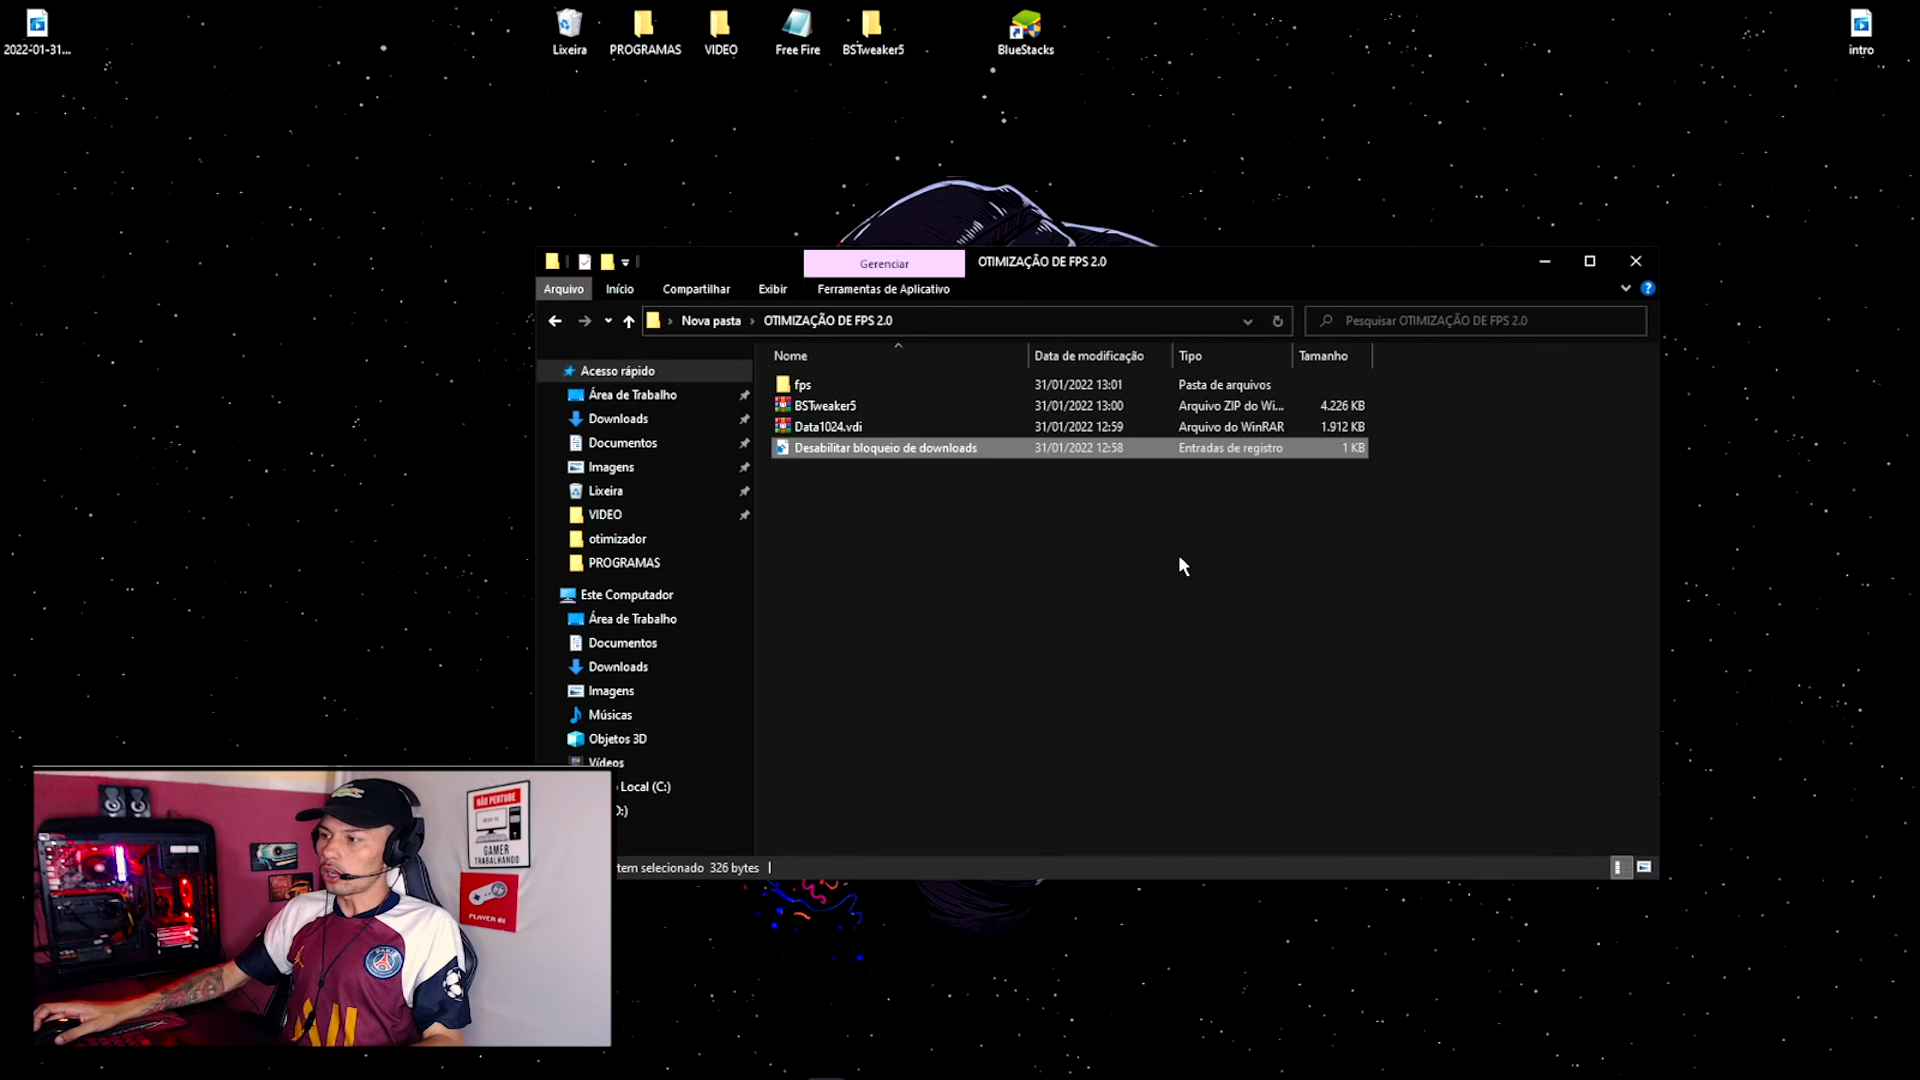 2022-01-31...
Lixeira
PROGRAMAS
VIDEO
Free Fire
BSTweaker5
BlueStacks
intro
Gerenciar
OTIMIZAÇÃO DE FPS 2.0
Arquivo
Início
Compartilhar
Exibir
Ferramentas de Aplicativo
Nova pasta
OTIMIZAÇÃO DE FPS 2.0
Pesquisar OTIMIZAÇÃO DE FPS 2.0
Nome
Data de modificação
Tipo
Tamanho
fps
31/01/2022 13:01
Pasta de arquivos
BSTweaker5
31/01/2022 13:00
Arquivo ZIP do Wi...
4.226 KB
Data1024.vdi
31/01/2022 12:59
Arquivo do WinRAR
1.912 KB
Desabilitar bloqueio de downloads
31/01/2022 12:58
Entradas de registro
1 KB
Acesso rápido
Área de Trabalho
Downloads
Documentos
Imagens
Lixeira
VIDEO
otimizador
PROGRAMAS
Este Computador
Área de Trabalho
Documentos
Downloads
Imagens
Músicas
Objetos 3D
Vídeos
Local (C:)
D:)
tem selecionado 326 bytes
NÃO PERTUBE
GAMER
TRABALHANDO
PLAYER 01
PARIS